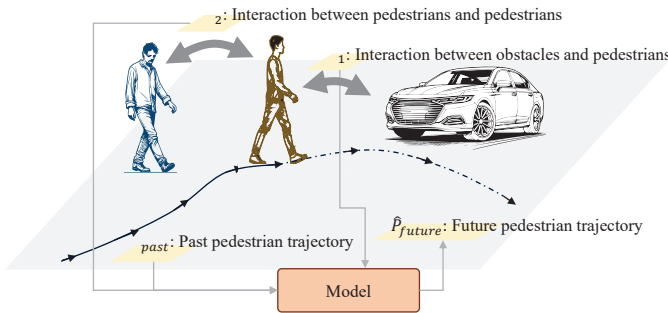 2: Interaction between pedestrians and pedestrians
1: Interaction between obstacles and pedestrians
past: Past pedestrian trajectory
P̂future: Future pedestrian trajectory
Model